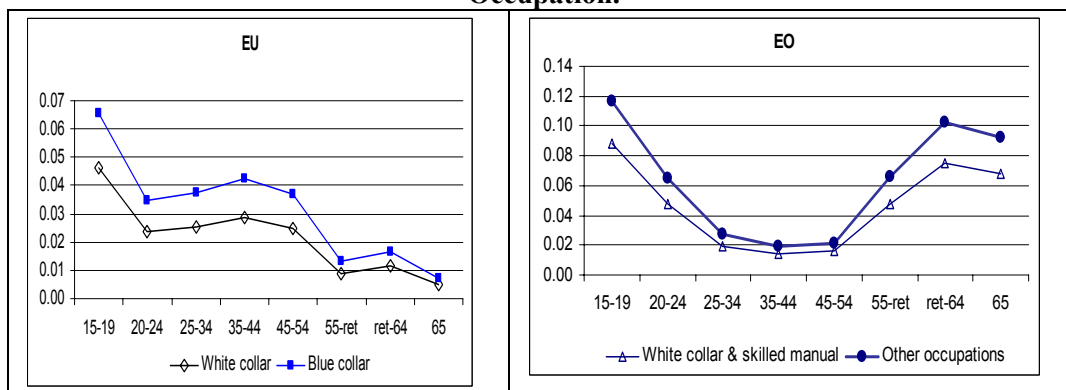 Occupation.
EU
0.07
0.06
0.05
0.04
0.03
0.02
0.01
0.00
15-19 20-24 25-34 35-44 45-54 55-ret ret-64 65
White collar Blue collar
EO
0.14
0.12
0.10
0.08
0.06
0.04
0.02
0.00
15-19 20-24 25-34 35-44 45-54 55-ret ret-64 65
White collar & skilled manual Other occupations